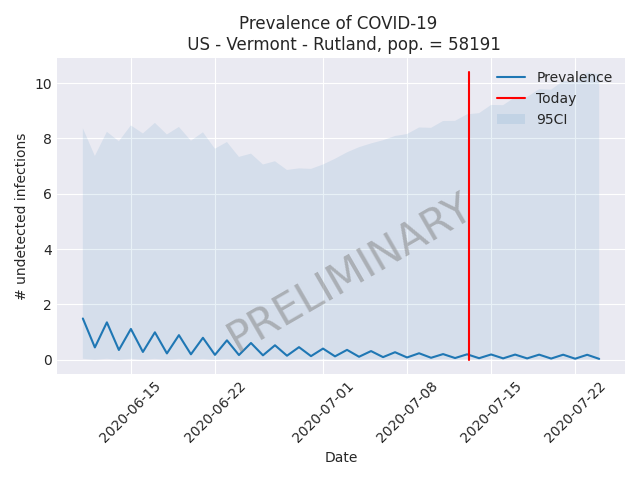 Prevalence of COVID-19
US - Vermont - Rutland, pop. = 58191
# undetected infections
10
8
6
4
2
0
Prevalence
Today
95CI
PRELIMINARY
2020-06-15
2020-06-22
2020-07-01
2020-07-08
2020-07-15
2020-07-22
Date